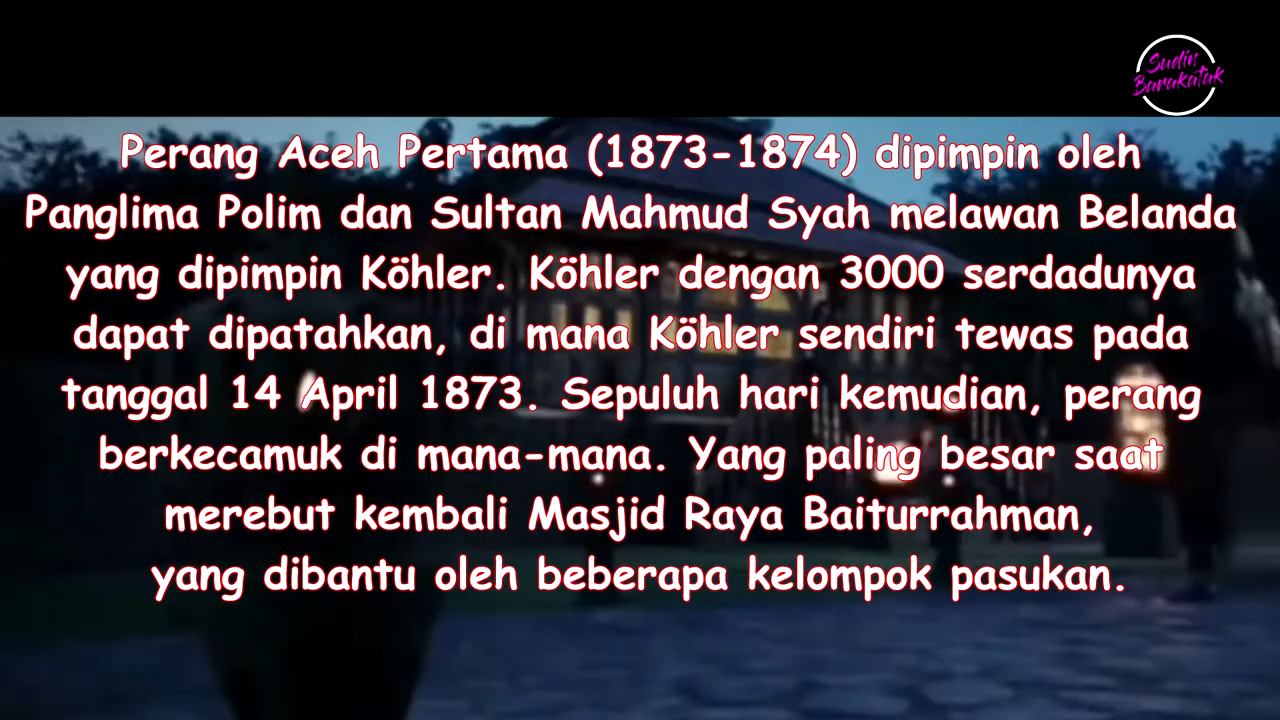 Sudin
Barakatak
Perang Aceh Pertama (1873-1874) dipimpin oleh
Panglima Polim dan Sultan Mahmud Syah melawan Belanda
yang dipimpin Köhler. Köhler dengan 3000 serdadunya
dapat dipatahkan, di mana Köhler sendiri tewas pada
tanggal 14 April 1873. Sepuluh hari kemudian, perang
berkecamuk di mana-mana. Yang paling besar saat
merebut kembali Masjid Raya Baiturrahman,
yang dibantu oleh beberapa kelompok pasukan.